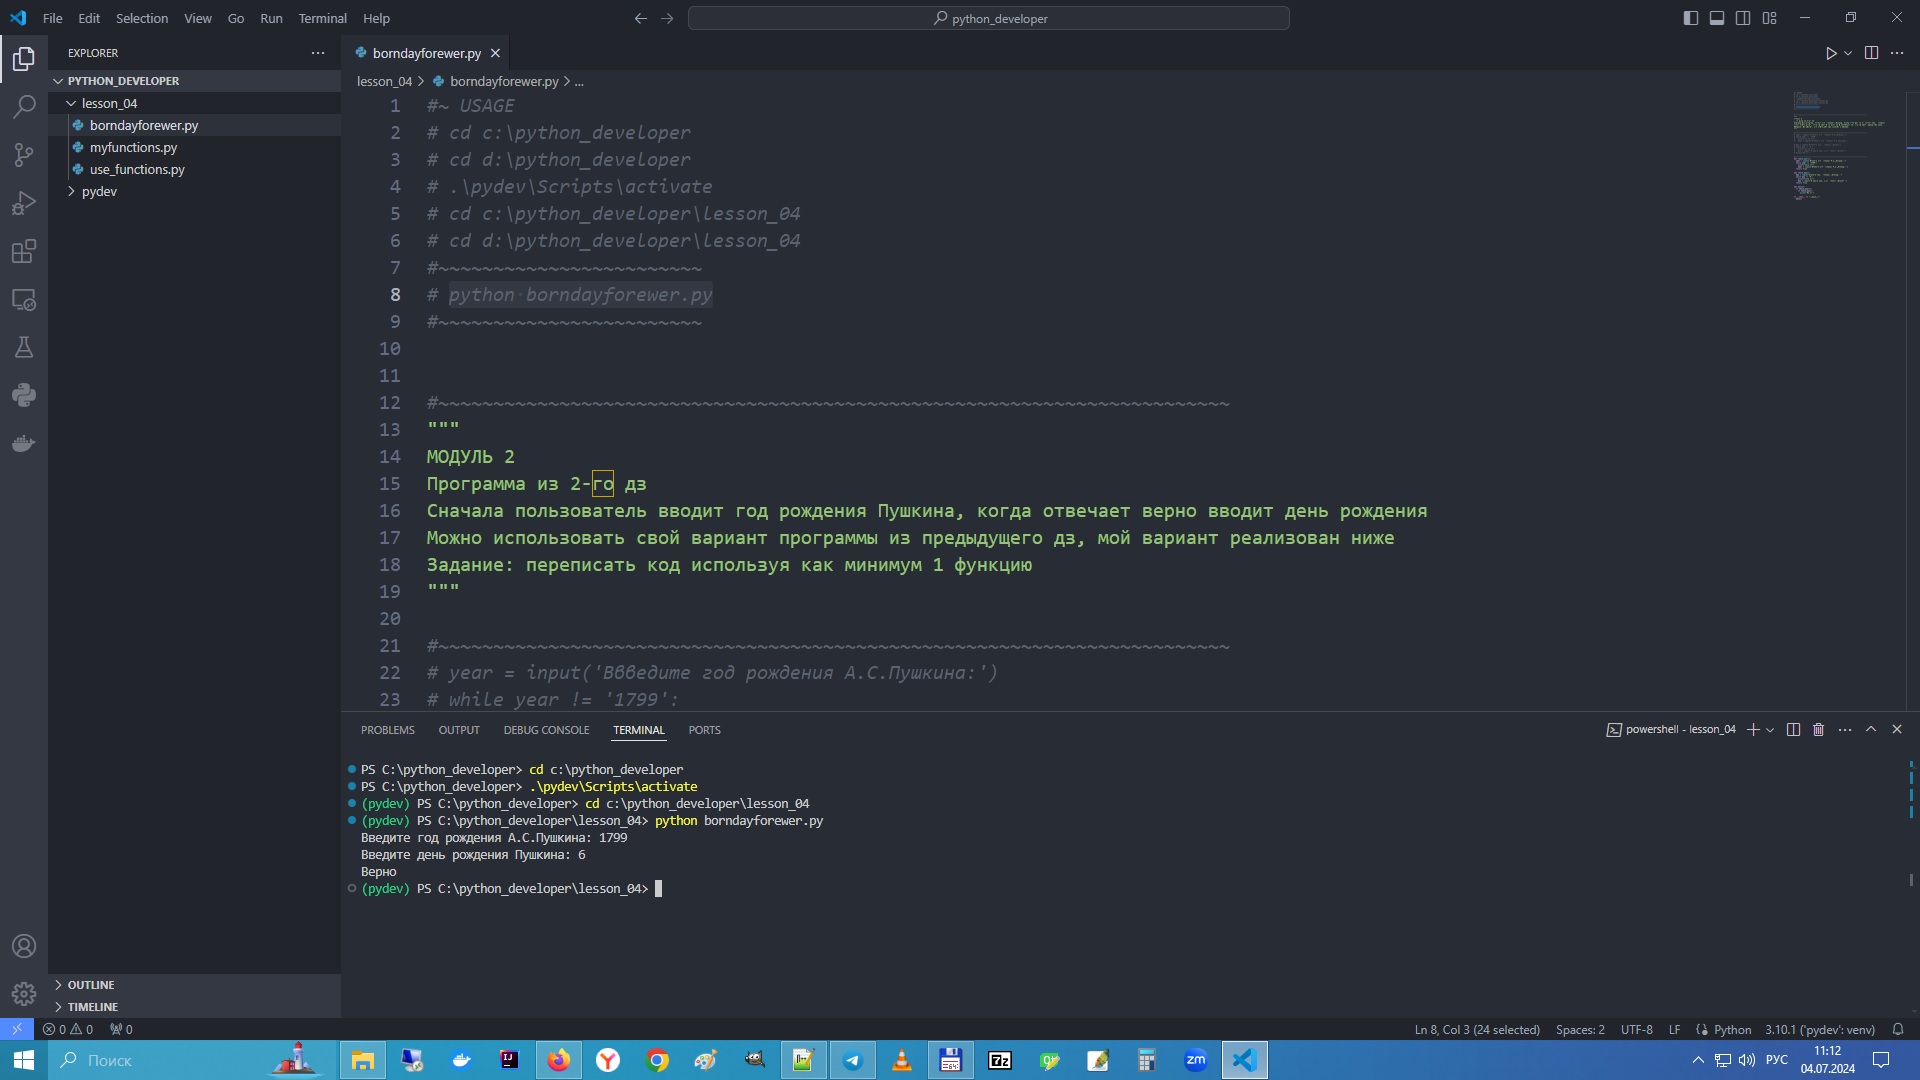 File Edit Selection View Go Run Terminal Help
python_developer
EXPLORER
PYTHON_DEVELOPER
lesson_04
borndayforewer.py
myfunctions.py
use_functions.py
pydev
OUTLINE
TIMELINE
borndayforewer.py
lesson_04 > borndayforewer.py > ...
1 #~ USAGE
2 # cd c:\python_developer
3 # cd d:\python_developer
4 # .\pydev\Scripts\activate
5 # cd c:\python_developer\lesson_04
6 # cd d:\python_developer\lesson_04
7 #~~~~~~~~~~~~~~~~~~~~~~~~
8 # python borndayforewer.py
9 #~~~~~~~~~~~~~~~~~~~~~~~~
10
11
12 #~~~~~~~~~~~~~~~~~~~~~~~~~~~~~~~~~~~~~~~~~~~~~~~~~~~~~~~~~~~~~~~~~~~~~~~~
13 """
14 МОДУЛЬ 2
15 Программа из 2-го дз
16 Сначала пользователь вводит год рождения Пушкина, когда отвечает верно вводит день рождения
17 Можно использовать свой вариант программы из предыдущего дз, мой вариант реализован ниже
18 Задание: переписать код используя как минимум 1 функцию
19 """
20
21 #~~~~~~~~~~~~~~~~~~~~~~~~~~~~~~~~~~~~~~~~~~~~~~~~~~~~~~~~~~~~~~~~~~~~~~~~
22 # year = input('Ввведите год рождения А.С.Пушкина:')
23 # while year != '1799':
PROBLEMS OUTPUT DEBUG CONSOLE TERMINAL PORTS
powershell - lesson_04
PS C:\python_developer> cd c:\python_developer
PS C:\python_developer> .\pydev\Scripts\activate
(pydev) PS C:\python_developer> cd c:\python_developer\lesson_04
(pydev) PS C:\python_developer\lesson_04> python borndayforewer.py
Введите год рождения А.С.Пушкина: 1799
Введите день рождения Пушкина: 6
Верно
(pydev) PS C:\python_developer\lesson_04>
0 0 0
Ln 8, Col 3 (24 selected) Spaces: 2 UTF-8 LF Python 3.10.1 ('pydev': venv)
Поиск
IJ
Y
7z
zm
РУС
11:12
04.07.2024